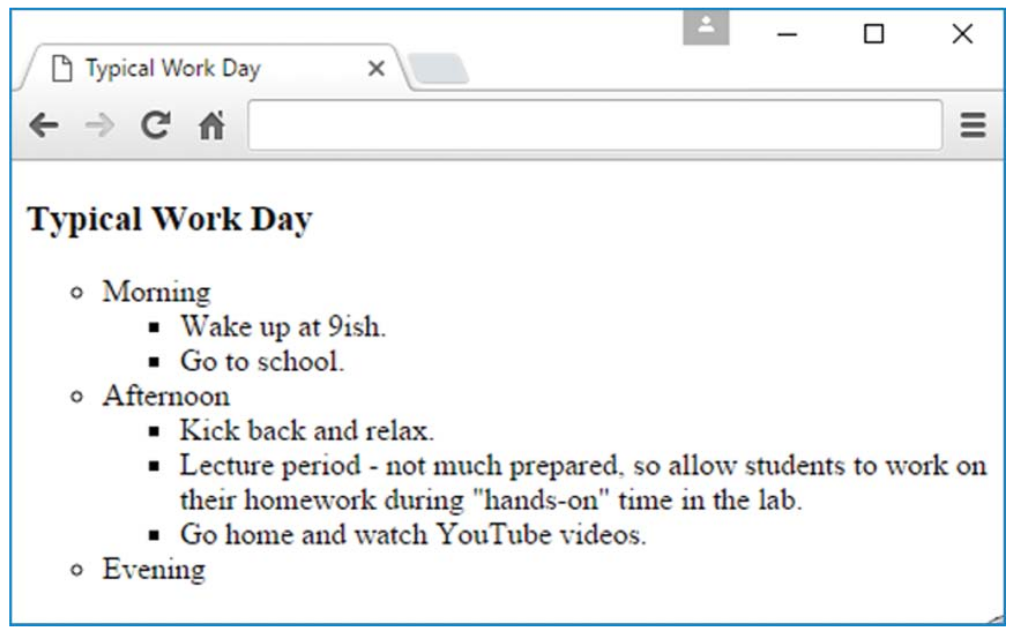 Typical Work Day
Typical Work Day
Morning
Wake up at 9ish.
Go to school.
Afternoon
Kick back and relax.
Lecture period - not much prepared, so allow students to work on
their homework during "hands-on" time in the lab.
Go home and watch YouTube videos.
Evening